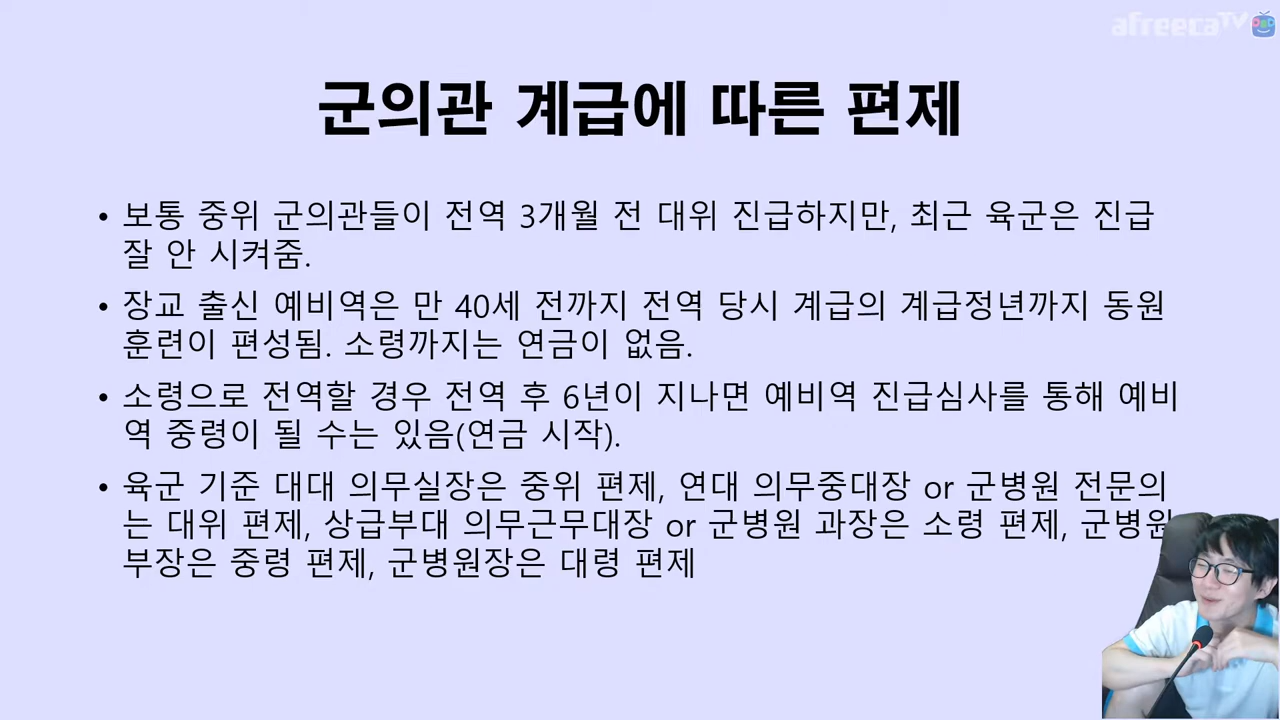 afreecaTV
군의관 계급에 따른 편제
• 보통 중위 군의관들이 전역 3개월 전 대위 진급하지만, 최근 육군은 진급
잘 안 시켜줌.
• 장교 출신 예비역은 만 40세 전까지 전역 당시 계급의 계급정년까지 동원
훈련이 편성됨. 소령까지는 연금이 없음.
• 소령으로 전역할 경우 전역 후 6년이 지나면 예비역 진급심사를 통해 예비
역 중령이 될 수는 있음(연금 시작).
• 육군 기준 대대 의무실장은 중위 편제, 연대 의무중대장 or 군병원 전문의
는 대위 편제, 상급부대 의무근무대장 or 군병원 과장은 소령 편제, 군병원
부장은 중령 편제, 군병원장은 대령 편제